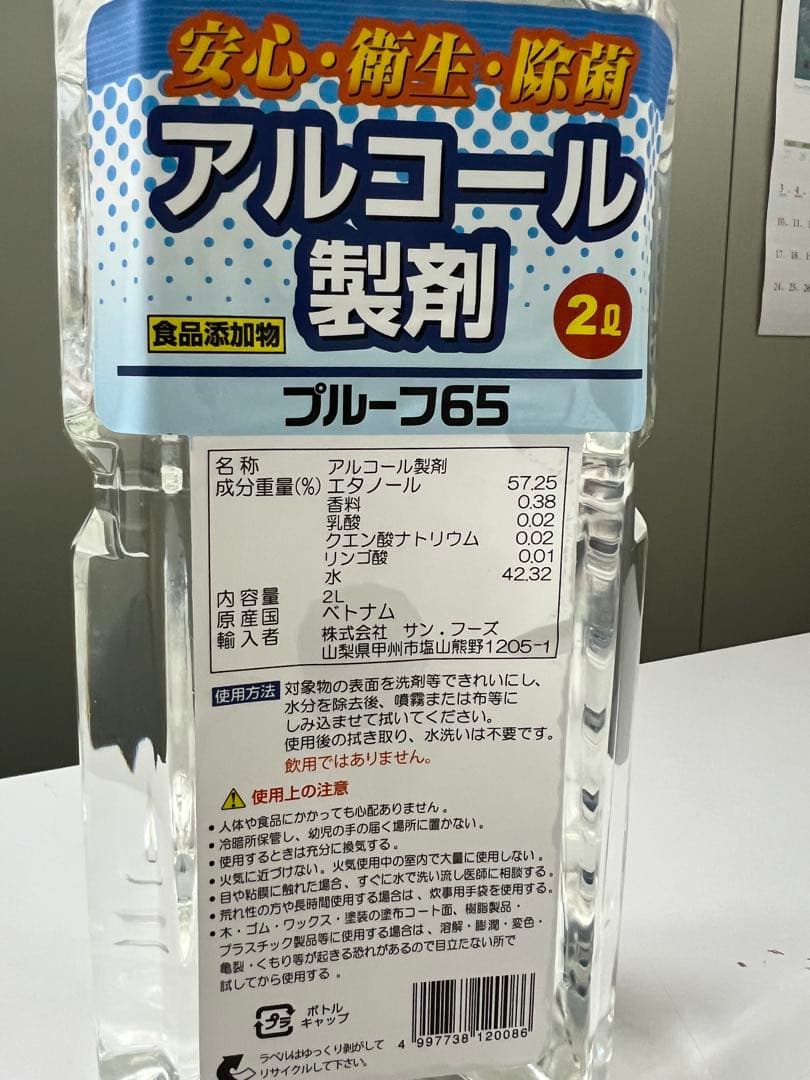 安心・衛生・除菌
アルコール
製剤
食品添加物
2ℓ
プルーフ65
名称 アルコール製剤
成分重量(%) エタノール 57.25
香料 0.38
乳酸 0.02
クエン酸ナトリウム 0.02
リンゴ酸 0.01
水 42.32
内容量 2L
原産国 ベトナム
輸入者 株式会社 サン・フーズ
山梨県甲州市塩山熊野1205-1
使用方法 対象物の表面を洗剤等できれいにし、
水分を除去後、噴霧または布等に
しみ込ませて拭いてください。
使用後の拭き取り、水洗いは不要です。
飲用ではありません。
使用上の注意
・人体や食品にかかっても心配ありません。
・冷暗所保管し、幼児の手の届く場所に置かない。
・使用するときは充分に換気する。
・火気に近づけない。火気使用中の室内で大量に使用しない。
・目や粘膜に触れた場合、すぐに水で洗い流し医師に相談する。
・荒れ性の方や長時間使用する場合は、炊事用手袋を使用する。
・木・ゴム・ワックス・塗装の塗布コート面、樹脂製品・
プラスチック製品等に使用する場合は、溶解・膨潤・変色・
亀裂・くもり等が起きる恐れがあるので目立たない所で
試してから使用する。
プラ
ボトル
キャップ
ラベルはゆっくり剥がして
リサイクルして下さい。
4 997738 120086
3 4
10 11
17 18
24 25 26